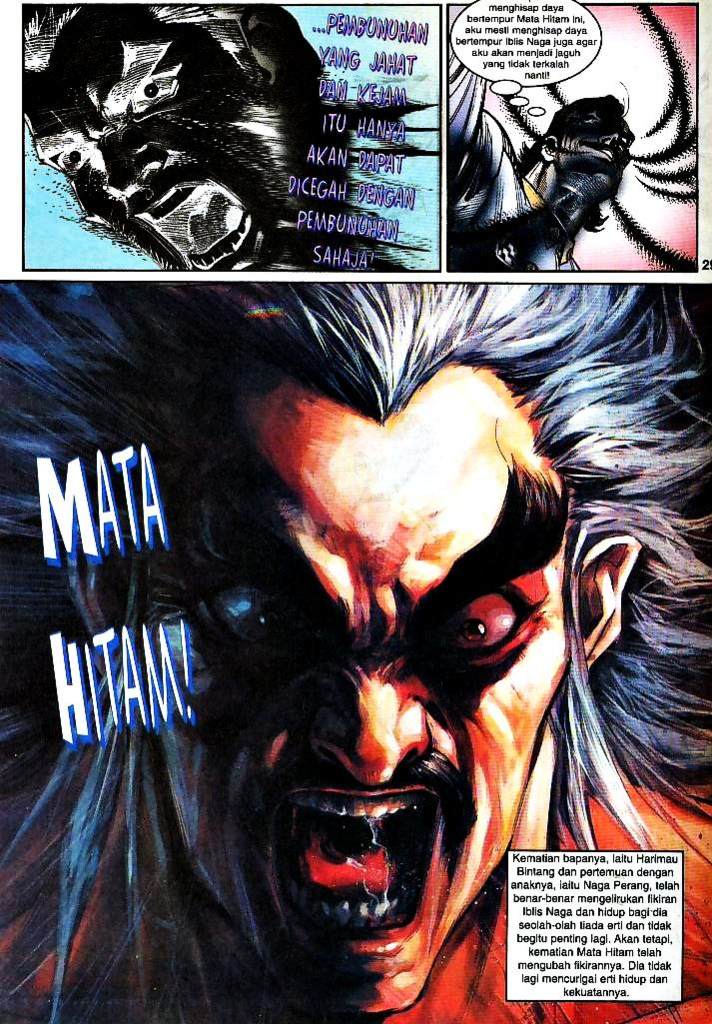 ...PEMBUNUHAN
YANG JAHAT
DAN KEJAM
ITU HANYA
AKAN DAPAT
DICEGAH DENGAN
PEMBUNUHAN
SAHAJA!
menghisap daya
bertempur Mata Hitam ini,
aku mesti menghisap daya
bertempur Iblis Naga juga agar
aku akan menjadi jaguh
yang tidak terkalah
nanti!
MATA
HITAM!
Kematian bapanya, iaitu Harimau
Bintang dan pertemuan dengan
anaknya, iaitu Naga Perang, telah
benar-benar mengelirukan fikiran
Iblis Naga dan hidup bagi dia
seolah-olah tiada erti dan tidak
begitu penting lagi. Akan tetapi,
kematian Mata Hitam telah
mengubah fikirannya. Dia tidak
lagi mencurigai erti hidup dan
kekuatannya.